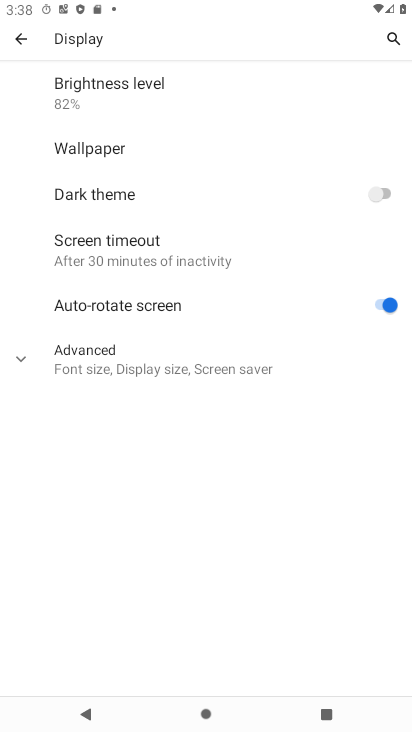 3:38
Display
Brightness level
82%
Wallpaper
Dark theme
Screen timeout
After 30 minutes of inactivity
Auto-rotate screen
Advanced
Font size, Display size, Screen saver